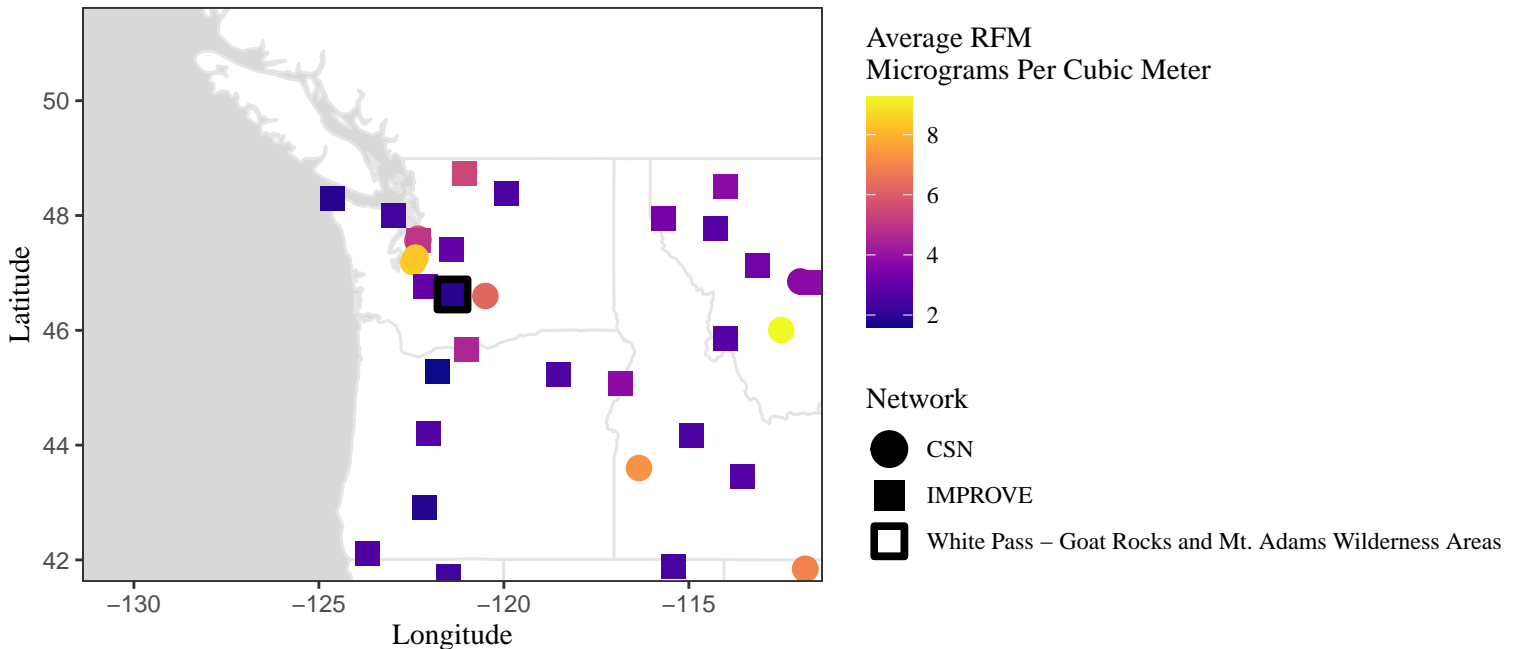 50
48
46
44
42
−130
−125
−120
−115
Latitude
Longitude
Average RFM
Micrograms Per Cubic Meter
8
6
4
2
Network
CSN
IMPROVE
White Pass − Goat Rocks and Mt. Adams Wilderness Areas